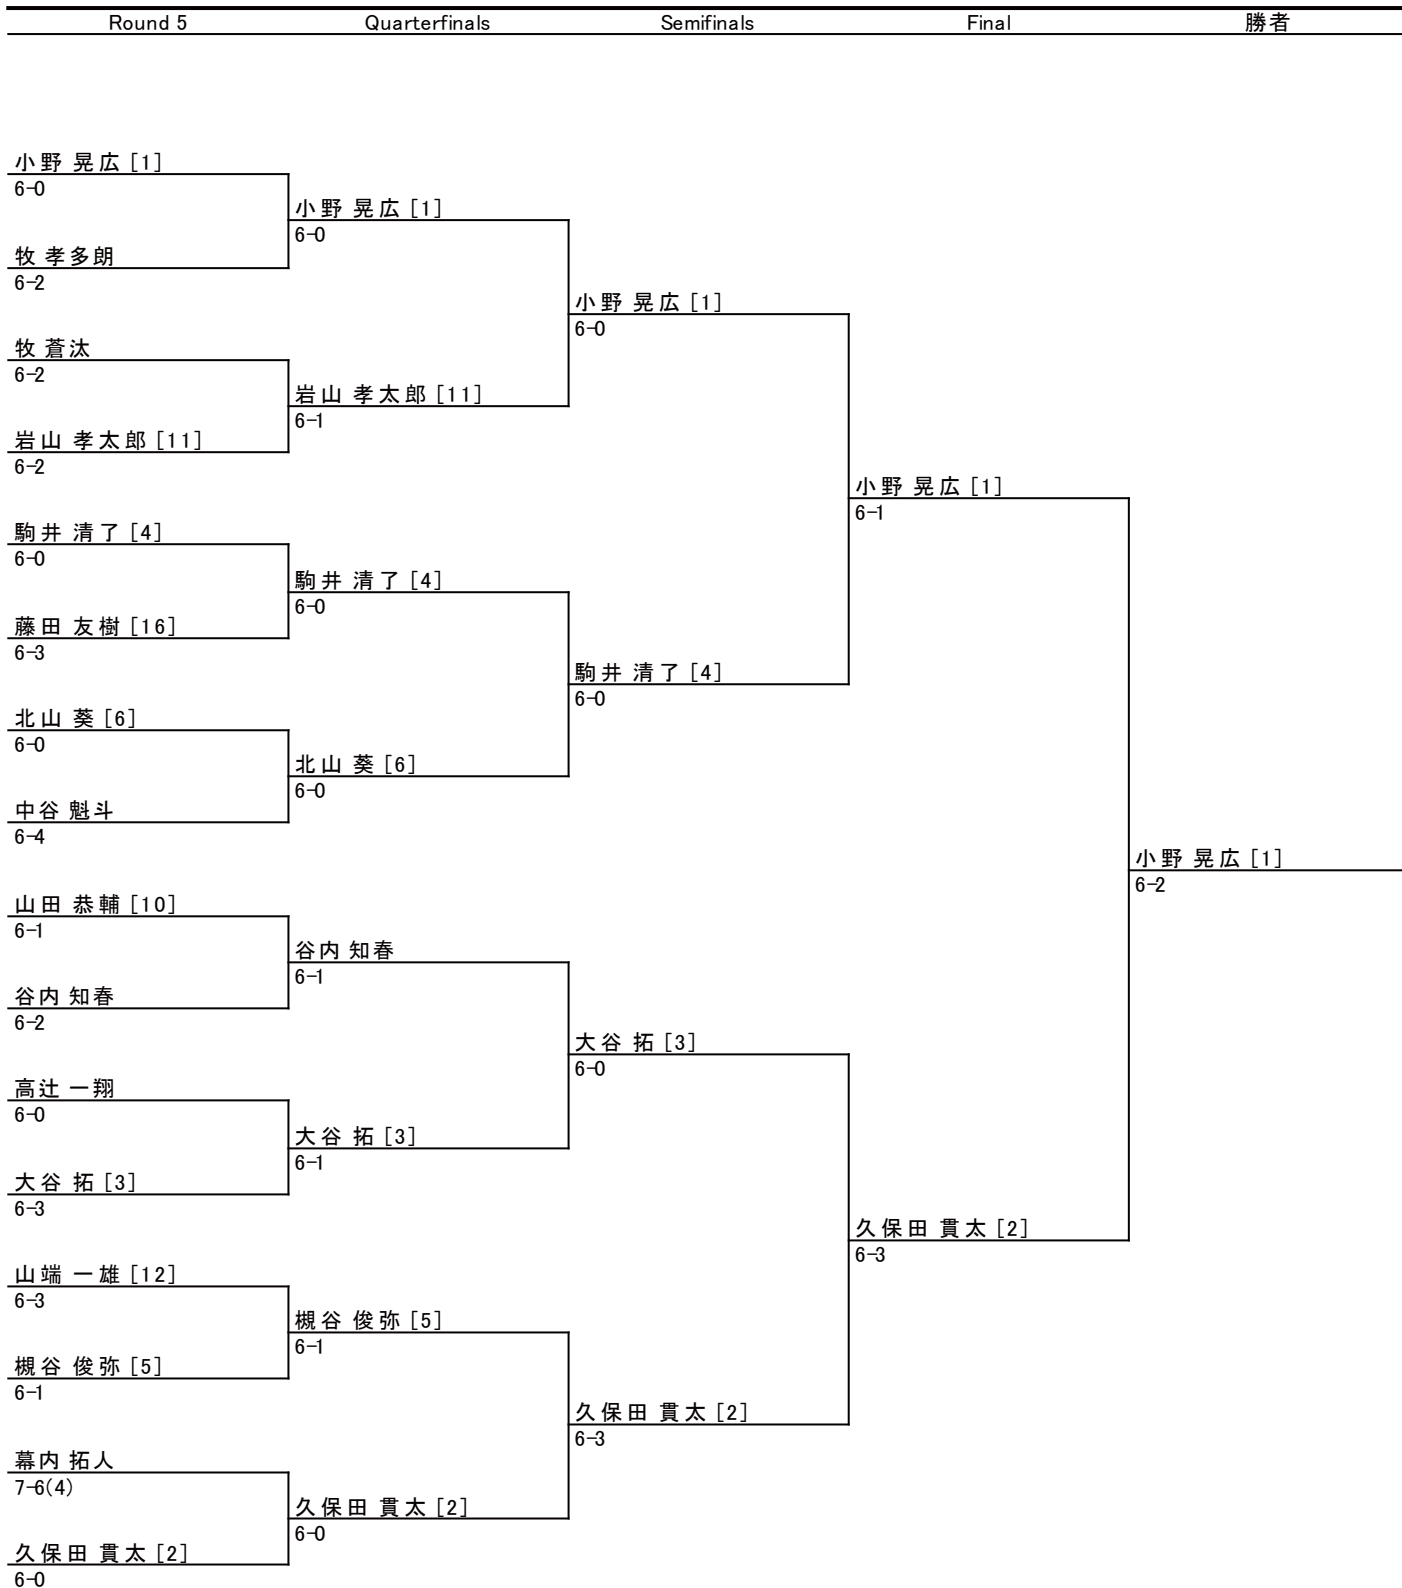 Round 5 Quarterfinals Semifinals Final 勝者
小野 晃広 [1]
6-0
小野 晃広 [1]
6-0
牧 孝多朗
6-2
小野 晃広 [1]
6-0
牧 蒼汰
6-2
岩山 孝太郎 [11]
6-1
岩山 孝太郎 [11]
6-2
小野 晃広 [1]
6-1
駒井 清了 [4]
6-0
駒井 清了 [4]
6-0
藤田 友樹 [16]
6-3
駒井 清了 [4]
6-0
北山 葵 [6]
6-0
北山 葵 [6]
6-0
中谷 魁斗
6-4
小野 晃広 [1]
6-2
山田 恭輔 [10]
6-1
谷内 知春
6-1
谷内 知春
6-2
大谷 拓 [3]
6-0
高辻 一翔
6-0
大谷 拓 [3]
6-1
大谷 拓 [3]
6-3
久保田 貫太 [2]
6-3
山端 一雄 [12]
6-3
槻谷 俊弥 [5]
6-1
槻谷 俊弥 [5]
6-1
久保田 貫太 [2]
6-3
幕内 拓人
7-6(4)
久保田 貫太 [2]
6-0
久保田 貫太 [2]
6-0